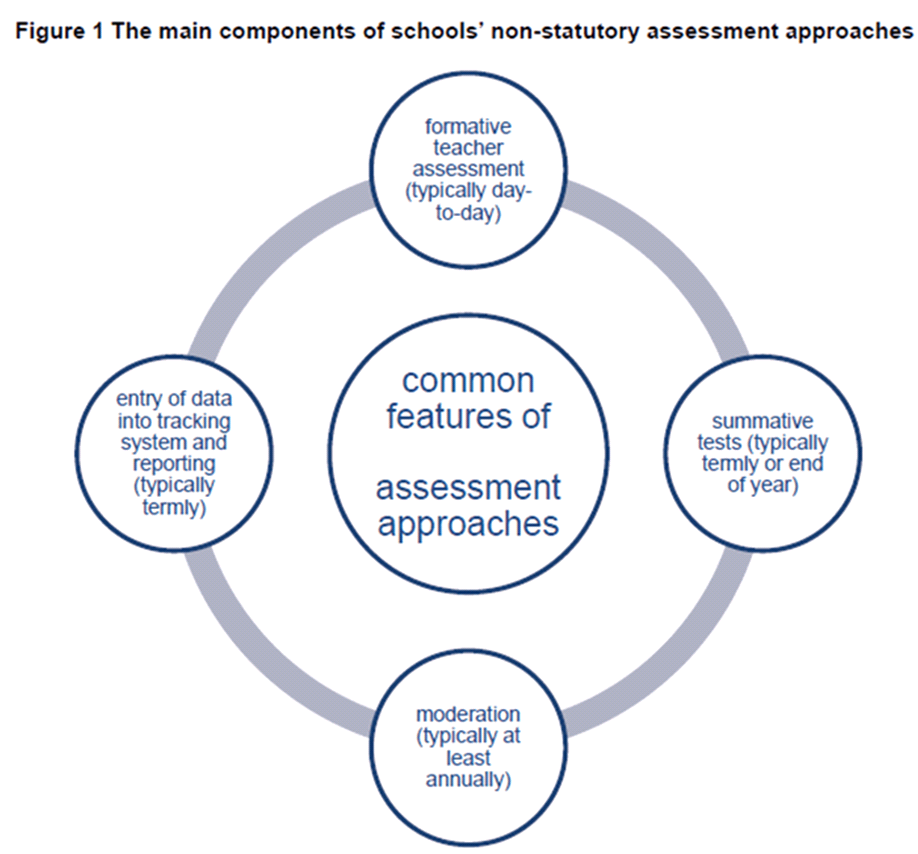 Figure 1 The main components of schools’ non-statutory assessment approaches
formative
teacher
assessment
(typically day-
to-day)
common
features of
assessment
approaches
entry of data
into tracking
system and
reporting
(typically
termly)
summative
tests (typically
termly or end
of year)
moderation
(typically at
least
annually)